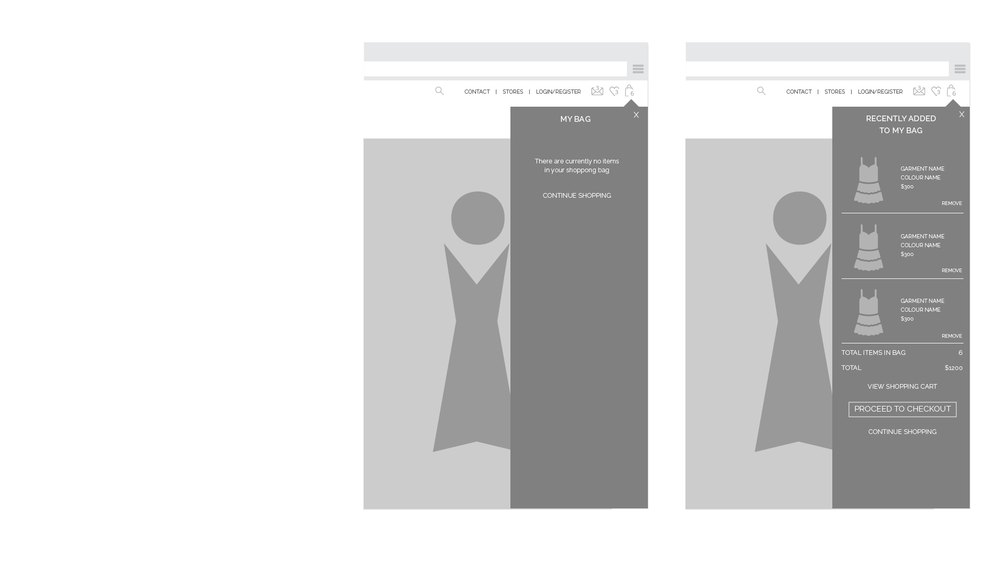 CONTACT | STORES | LOGIN/REGISTER 3 3 6
MY BAG X
There are currently no items
in your shoppong bag
CONTINUE SHOPPING
CONTACT | STORES | LOGIN/REGISTER 3 3 6
RECENTLY ADDED X
TO MY BAG
GARMENT NAME
COLOUR NAME
$300
REMOVE
GARMENT NAME
COLOUR NAME
$300
REMOVE
GARMENT NAME
COLOUR NAME
$300
REMOVE
TOTAL ITEMS IN BAG 6
TOTAL $1200
VIEW SHOPPING CART
PROCEED TO CHECKOUT
CONTINUE SHOPPING